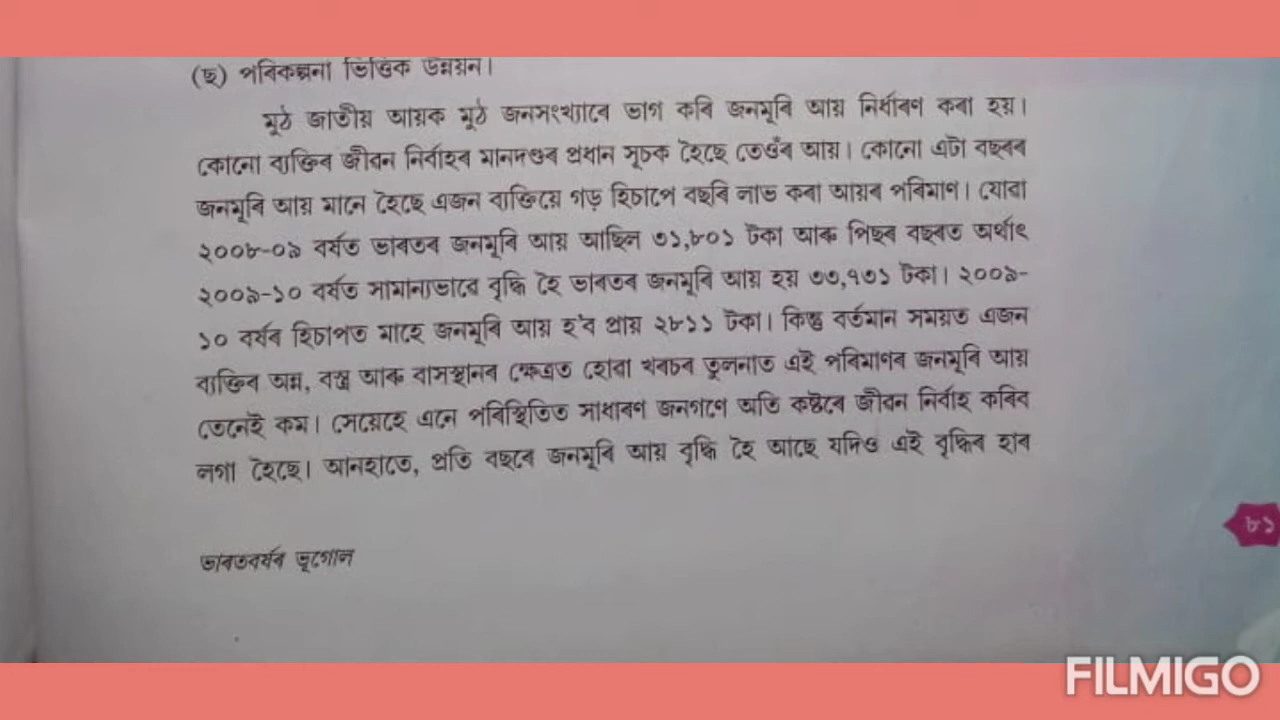 (ছ) পৰিকল্পনা ভিত্তিক উন্নয়ন।
মুঠ জাতীয় আয়ক মুঠ জনসংখ্যাৰে ভাগ কৰি জনমূৰি আয় নিৰ্ধাৰণ কৰা হয়।
কোনো ব্যক্তিৰ জীৱন নিৰ্বাহৰ মানদণ্ডৰ প্ৰধান সূচক হৈছে তেওঁৰ আয়। কোনো এটা বছৰৰ
জনমূৰি আয় মানে হৈছে এজন ব্যক্তিয়ে গড় হিচাপে বছৰি লাভ কৰা আয়ৰ পৰিমাণ। যোৱা
২০০৮-০৯ বৰ্ষত ভাৰতৰ জনমূৰি আয় আছিল ৩১,৮০১ টকা আৰু পিছৰ বছৰত অৰ্থাৎ
২০০৯-১০ বৰ্ষত সামান্যভাবে বৃদ্ধি হৈ ভাৰতৰ জনমূৰি আয় হয় ৩৩,৭৩১ টকা। ২০০৯-
১০ বৰ্ষৰ হিচাপত মাহে জনমূৰি আয় হ'ব প্ৰায় ২৮১১ টকা। কিন্তু বৰ্তমান সময়ত এজন
ব্যক্তিৰ অন্ন, বস্ত্ৰ আৰু বাসস্থানৰ ক্ষেত্ৰত হোৱা খৰচৰ তুলনাত এই পৰিমাণৰ জনমূৰি আয়
তেনেই কম। সেয়েহে এনে পৰিস্থিতিত সাধাৰণ জনগণে অতি কষ্টৰে জীৱন নিৰ্বাহ কৰিব
লগা হৈছে। আনহাতে, প্ৰতি বছৰে জনমূৰি আয় বৃদ্ধি হৈ আছে যদিও এই বৃদ্ধিৰ হাৰ
৮১
ভাৰতবৰ্ষৰ ভূগোল
FILMIGO